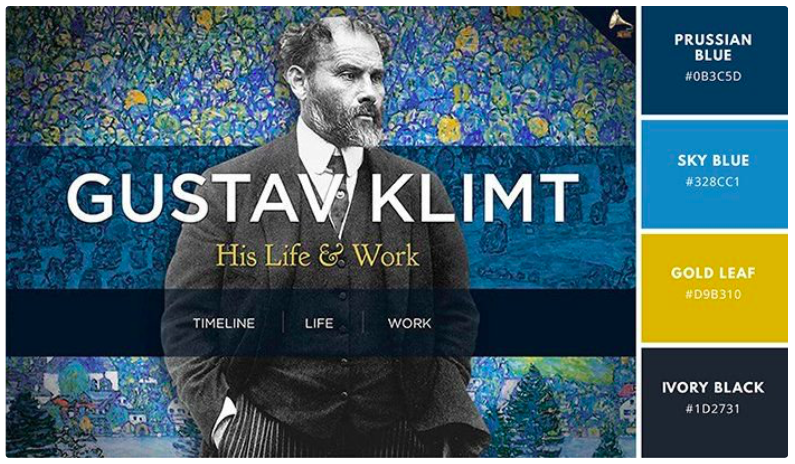 GUSTAV KLIMT
His Life & Work
TIMELINE
LIFE
WORK
PRUSSIAN
BLUE
#0B3C5D
SKY BLUE
#328CC1
GOLD LEAF
#D9B310
IVORY BLACK
#1D2731